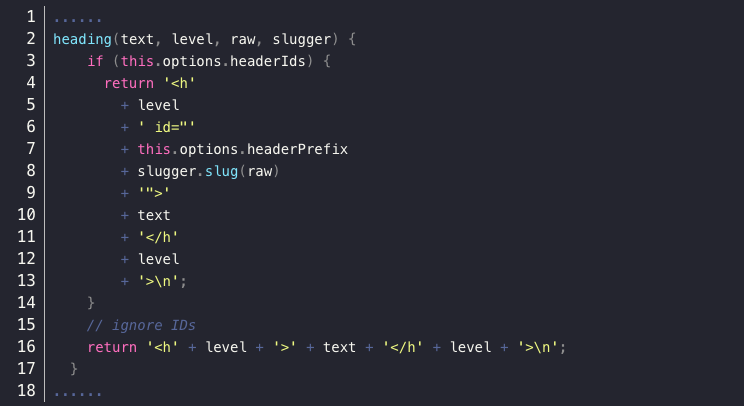 1 ......
2 heading(text, level, raw, slugger) {
3     if (this.options.headerIds) {
4       return '<h'
5         + level
6         + ' id="'
7         + this.options.headerPrefix
8         + slugger.slug(raw)
9         + '">'
10         + text
11         + '</h'
12         + level
13         + '>\n';
14     }
15     // ignore IDs
16     return '<h' + level + '>' + text + '</h' + level + '>\n';
17   }
18 ......